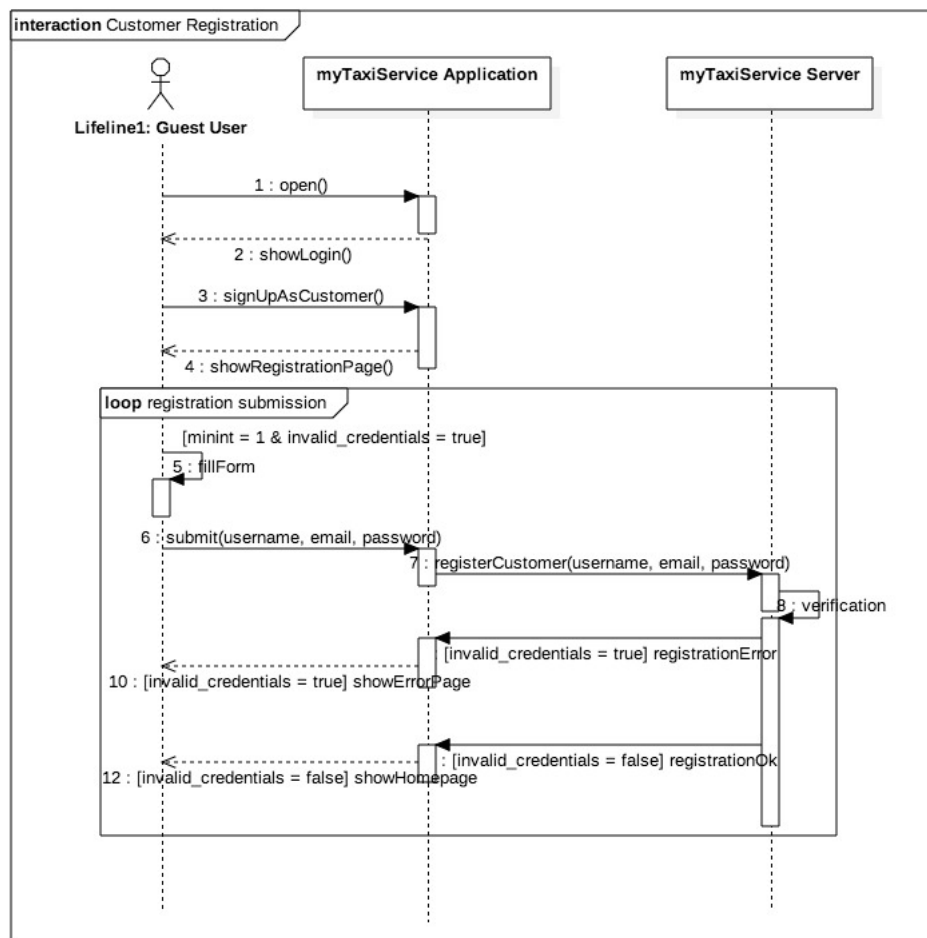 interaction Customer Registration
myTaxiService Application
myTaxiService Server
Lifeline1: Guest User
1 : open()
2 : showLogin()
3 : signUpAsCustomer()
4 : showRegistrationPage()
loop registration submission
[minint = 1 & invalid_credentials = true]
5 : fillForm
6 : submit(username, email, password)
7 : registerCustomer(username, email, password)
8 : verification
: [invalid_credentials = true] registrationError
10 : [invalid_credentials = true] showErrorPage
: [invalid_credentials = false] registrationOk
12 : [invalid_credentials = false] showHomepage